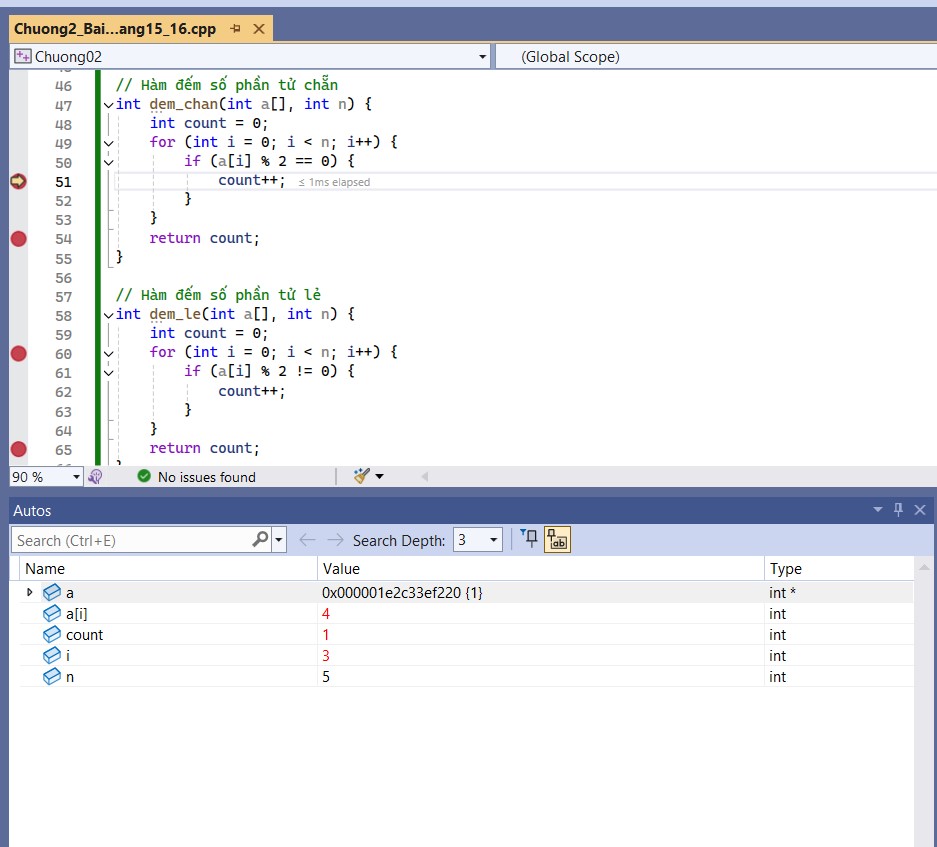 Chuong2_Bai...ang15_16.cpp
Chuong02 (Global Scope)
46 // Hàm đếm số phần tử chẵn
47 int dem_chan(int a[], int n) {
48 int count = 0;
49 for (int i = 0; i < n; i++) {
50 if (a[i] % 2 == 0) {
51 count++; ≤ 1ms elapsed
52 }
53 }
54 return count;
55 }
56
57 // Hàm đếm số phần tử lẻ
58 int dem_le(int a[], int n) {
59 int count = 0;
60 for (int i = 0; i < n; i++) {
61 if (a[i] % 2 != 0) {
62 count++;
63 }
64 }
65 return count;
90 % No issues found
Autos
Search (Ctrl+E) Search Depth: 3
Name Value Type
a 0x000001e2c33ef220 {1} int *
a[i] 4 int
count 1 int
i 3 int
n 5 int